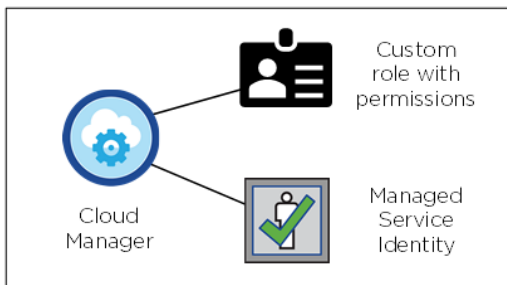 Custom
role with
permissions
Cloud
Manager
Managed
Service
Identity